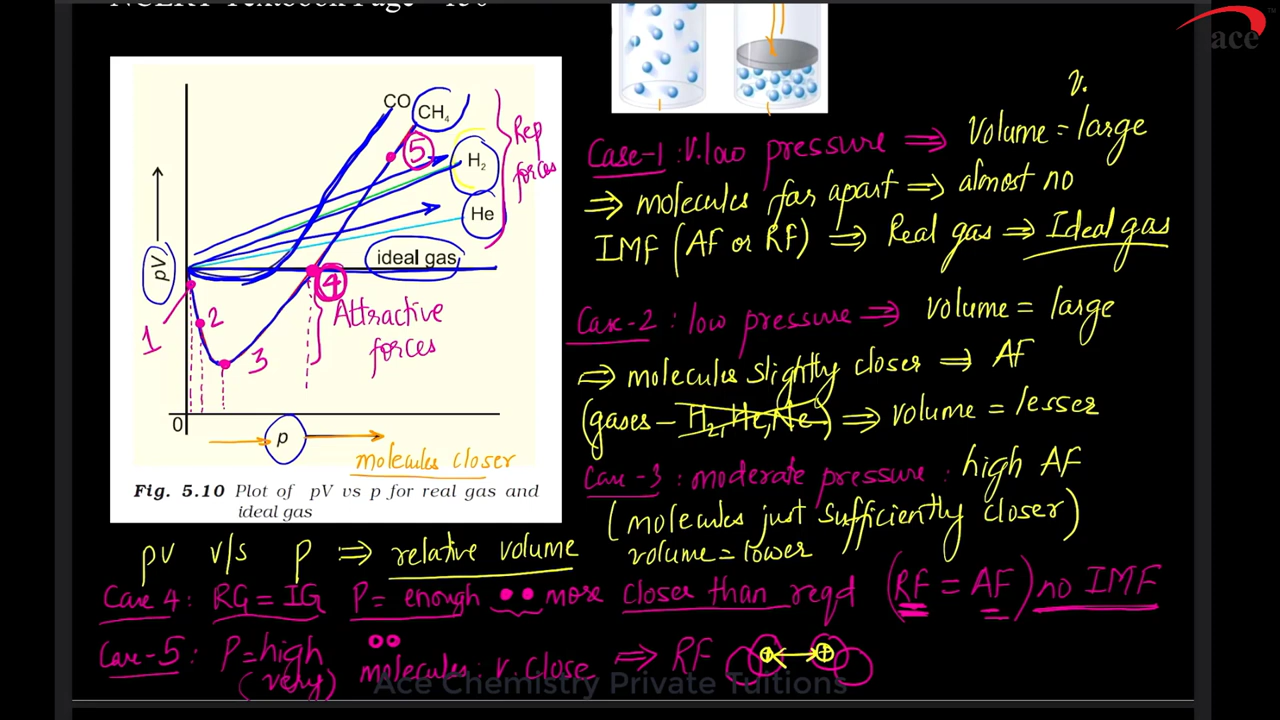 ace
v.
CO
CH₄
5
H₂
He
Rep
forces
pV
ideal gas
4
1
2
3
Attractive
forces
0
p
molecules closer
Fig. 5.10 Plot of pV vs p for real gas and
ideal gas
Case-1 : v.low pressure ⇒ Volume = large
⇒ molecules far apart ⇒ almost no
IMF (AF or RF) ⇒ Real gas ⇒ Ideal gas
Case-2 : low pressure ⇒ volume = large
⇒ molecules slightly closer ⇒ AF
(gases – H₂, He, Ne) ⇒ volume = lesser
Case-3 : moderate pressure : high AF
(molecules just sufficiently closer)
volume = lower
pv v/s p ⇒ relative volume
Case 4 : RG = IG P = enough more closer than reqd (RF = AF) no IMF
Case-5 : P = high molecules : v. Close ⇒ RF + +
(very)
Ace Chemistry Private Tuitions